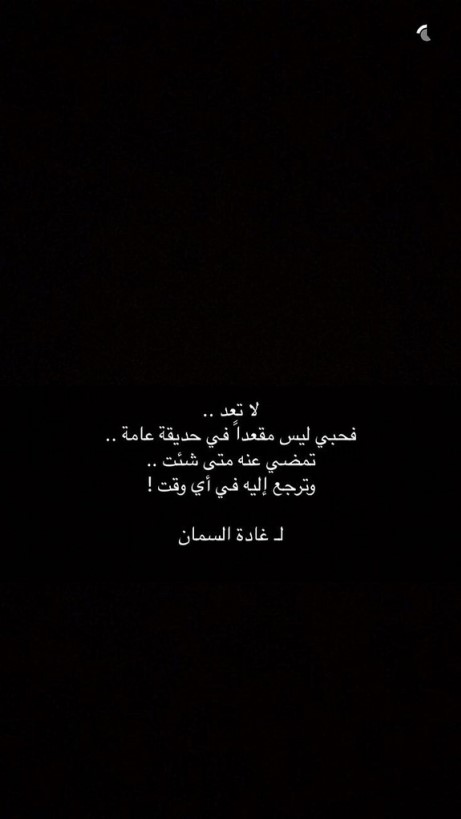 لا تعد ..
فحبي ليس مقعداً في حديقة عامة ..
تمضي عنه متى شئت ..
وترجع إليه في أي وقت !
لـ غادة السمان